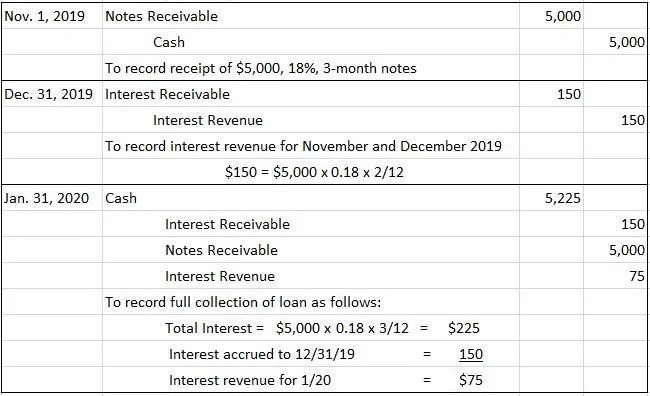 Nov. 1, 2019 Notes Receivable 5,000
Cash 5,000
To record receipt of $5,000, 18%, 3-month notes
Dec. 31, 2019 Interest Receivable 150
Interest Revenue 150
To record interest revenue for November and December 2019
$150 = $5,000 x 0.18 x 2/12
Jan. 31, 2020 Cash 5,225
Interest Receivable 150
Notes Receivable 5,000
Interest Revenue 75
To record full collection of loan as follows:
Total Interest = $5,000 x 0.18 x 3/12 = $225
Interest accrued to 12/31/19 = 150
Interest revenue for 1/20 = $75